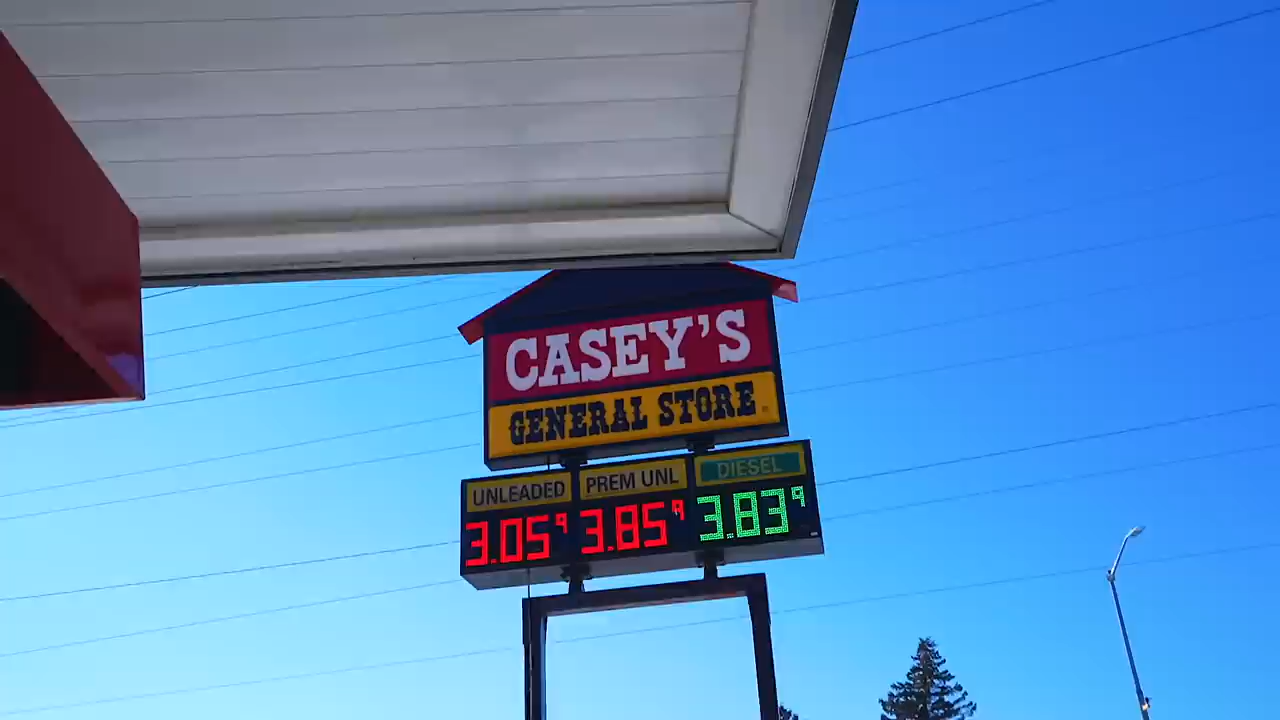 CASEY'S
GENERAL STORE
UNLEADED PREM UNL DIESEL
3.05⁹ 3.85⁹ 3.83⁹